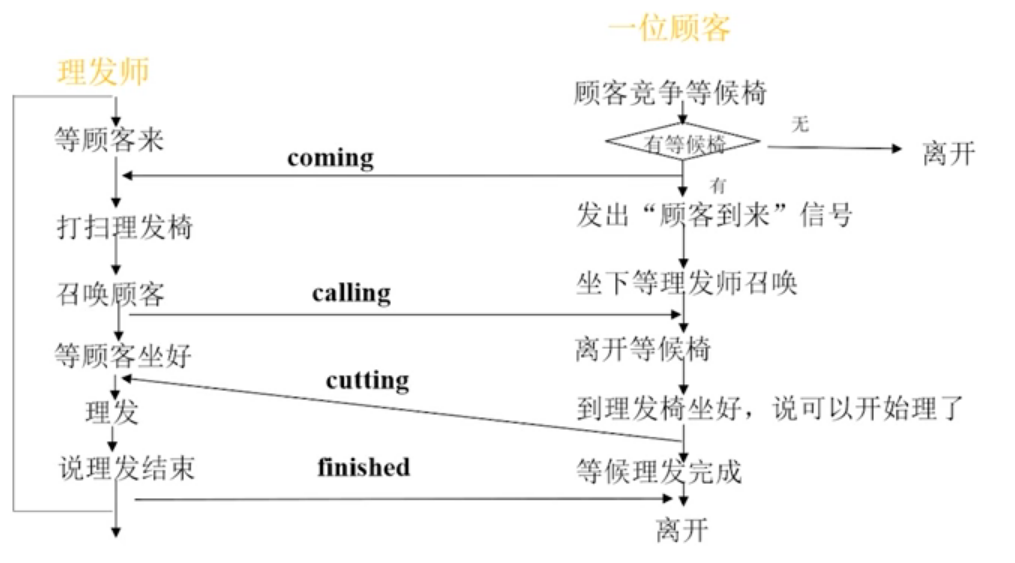 一位顾客
理发师
顾客竞争等候椅
无
等顾客来
有等候椅
离开
coming
有
打扫理发椅
发出“顾客到来”信号
召唤顾客
calling
坐下等理发师召唤
等顾客坐好
离开等候椅
cutting
理发
到理发椅坐好，说可以开始理了
说理发结束
finished
等候理发完成
离开